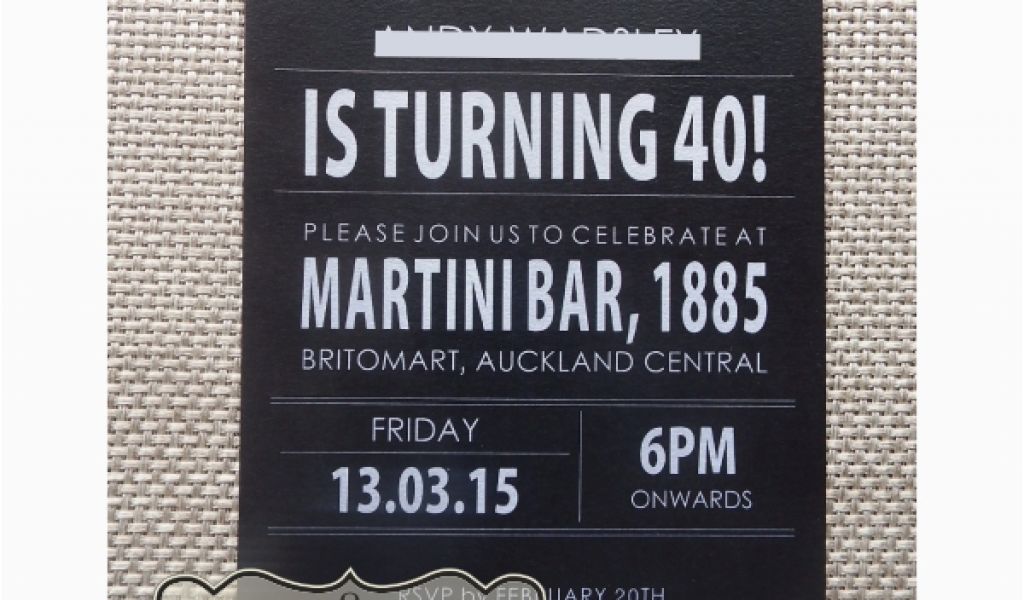 IS TURNING 40!
PLEASE JOIN US TO CELEBRATE AT
MARTINI BAR, 1885
BRITOMART, AUCKLAND CENTRAL
FRIDAY
13.03.15
6PM
ONWARDS
RSVP by FEBRUARY 20TH